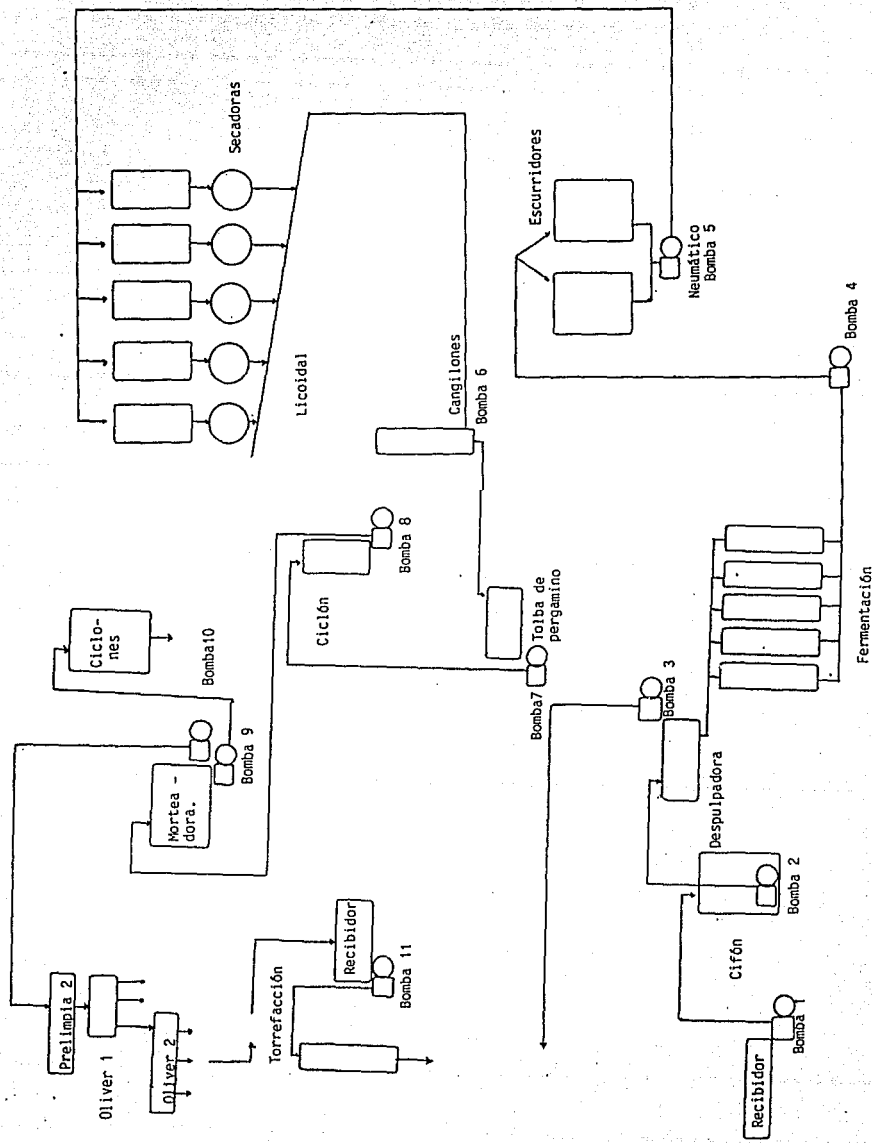 Secadoras
Licoidal
Escurridores
Neumático
Bomba 5
Cangilones
Bomba 6
Bomba 4
Ciclo-
nes
Bomba10
Bomba 9
Mortea -
dora.
Ciclón
Bomba 8
Tolba de
pergamino
Bomba7
Bomba 3
Despulpadora
Fermentación
Prelimpia 2
Oliver 1
Oliver 2
Torrefacción
Recibidor
Bomba 11
Cifón
Bomba 2
Recibidor
Bomba 1